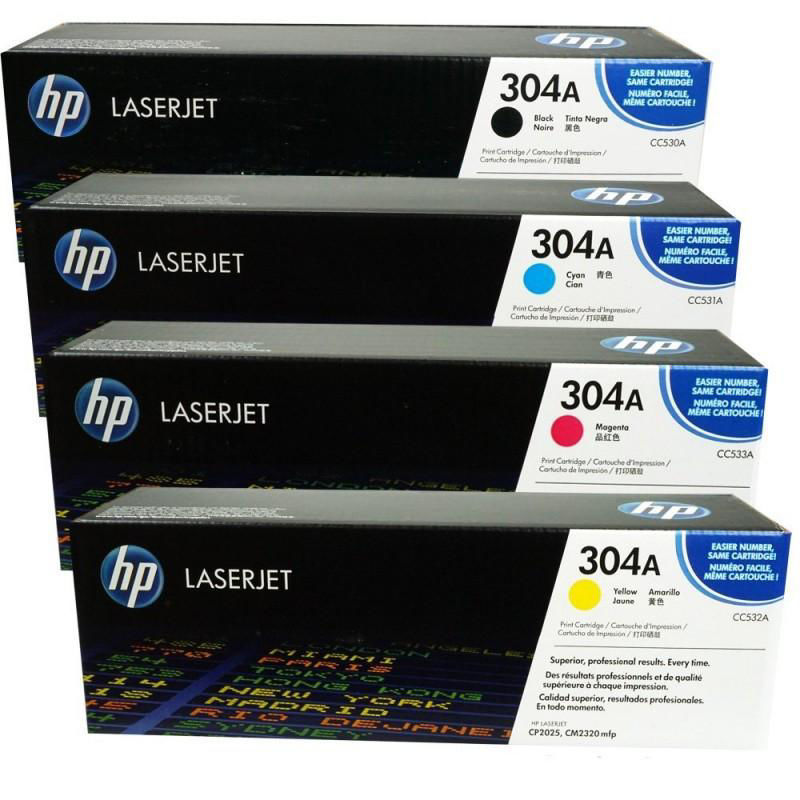 hp
hp LASERJET
304A
EASIER NUMBER,
SAME CARTRIDGE!
NUMÉRO FACILE,
MÊME CARTOUCHE !
Black Tinta Negra
Noire 黑色
CC530A
Print Cartridge / Cartouche d'Impression /
Cartucho de Impresión / 打印硒鼓
hp
hp LASERJET
304A
EASIER NUMBER,
SAME CARTRIDGE!
NUMÉRO FACILE,
MÊME CARTOUCHE !
Cyan 青色
Cian
CC531A
Print Cartridge / Cartouche d'Impression /
Cartucho de Impresión / 打印硒鼓
hp
hp LASERJET
304A
EASIER NUMBER,
SAME CARTRIDGE!
NUMÉRO FACILE,
MÊME CARTOUCHE !
Magenta
品红色
CC533A
Print Cartridge / Cartouche d'Impression /
Cartucho de Impresión / 打印硒鼓
hp
hp LASERJET
304A
EASIER NUMBER,
SAME CARTRIDGE!
NUMÉRO FACILE,
MÊME CARTOUCHE !
Yellow Amarillo
Jaune 黄色
CC532A
Print Cartridge / Cartouche d'Impression /
Cartucho de Impresión / 打印硒鼓
Superior, professional results. Every time.
Des résultats professionnels et de qualité
supérieure à chaque impression.
Calidad superior, resultados profesionales.
En todo momento.
HP LASERJET
CP2025, CM2320 mfp
MIAMI
PARIS
HONG KONG
NEW YORK
MADRID
RIO DE JANEI